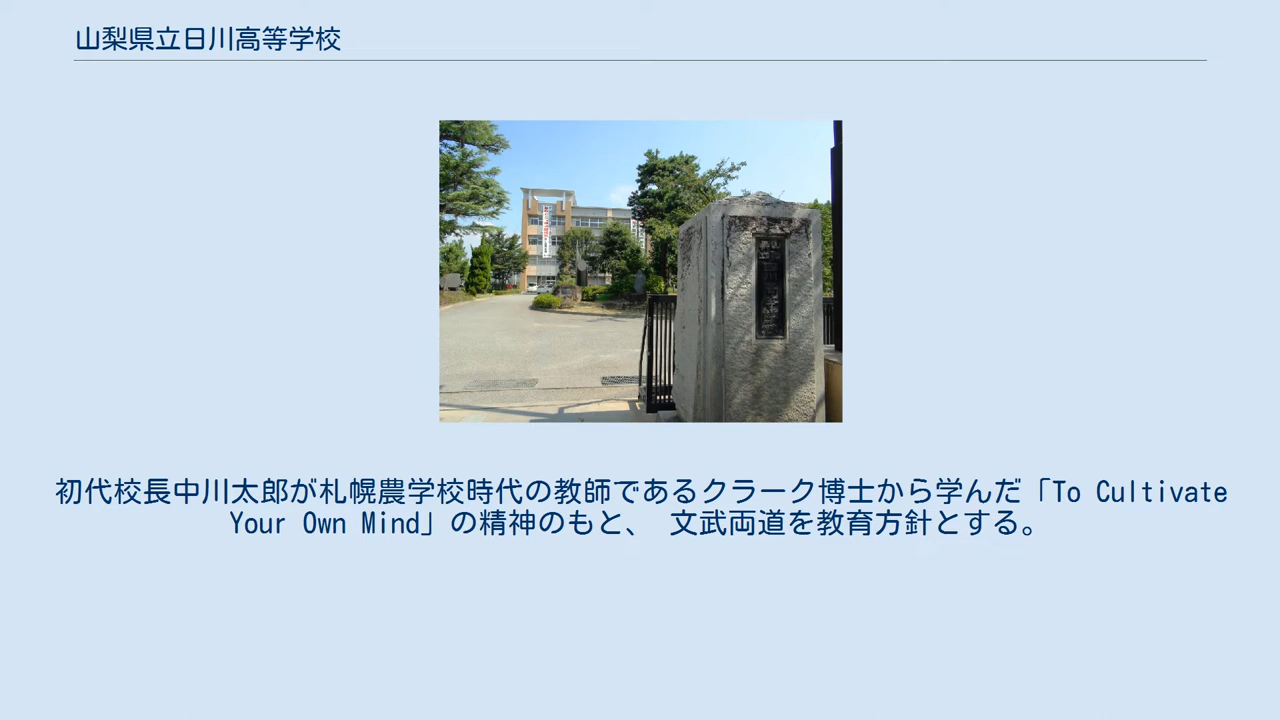 山梨県立日川高等学校
初代校長中川太郎が札幌農学校時代の教師であるクラーク博士から学んだ「To Cultivate
Your Own Mind」の精神のもと、 文武両道を教育方針とする。